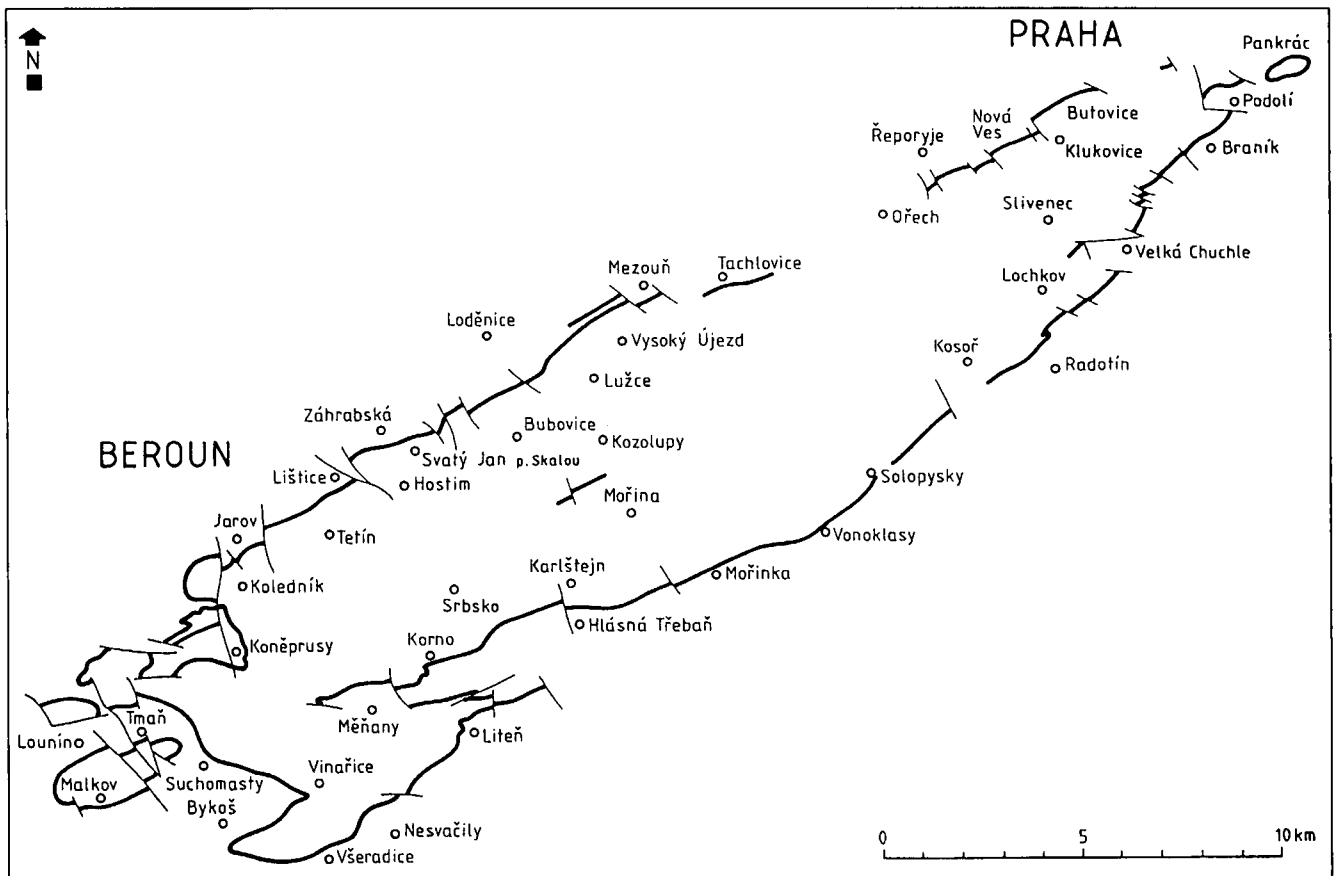 N
PRAHA
Pankrác
Podolí
Butovice
Nová
Ves
Řeporyje
Klukovice
Braník
Ořech
Slivenec
Velká Chuchle
Mezouň
Tachlovice
Lochkov
Loděnice
Vysoký Újezd
Kosoř
Radotín
Lužce
Záhrabská
Bubovice
Kozolupy
BEROUN
Svatý Jan p. Skalou
Lištice
Hostim
Solopysky
Mořina
Jarov
Tetín
Vonoklasy
Koledník
Karlštejn
Mořinka
Srbsko
Hlásná Třebaň
Koněprusy
Korno
Měňany
Liteň
Tmaň
Lounín
Suchomasty
Vinařice
Malkov
Bykoš
Nesvačily
Všeradice
0 5 10 km